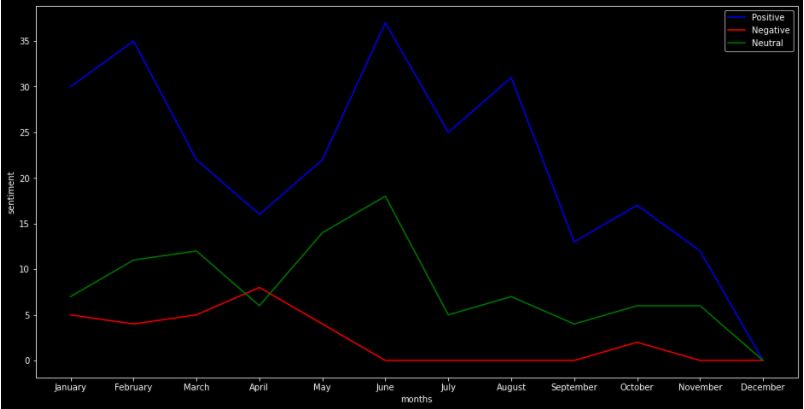 Positive
Negative
Neutral
35
30
25
20
15
10
5
0
sentiment
January February March April May June July August September October November December
months